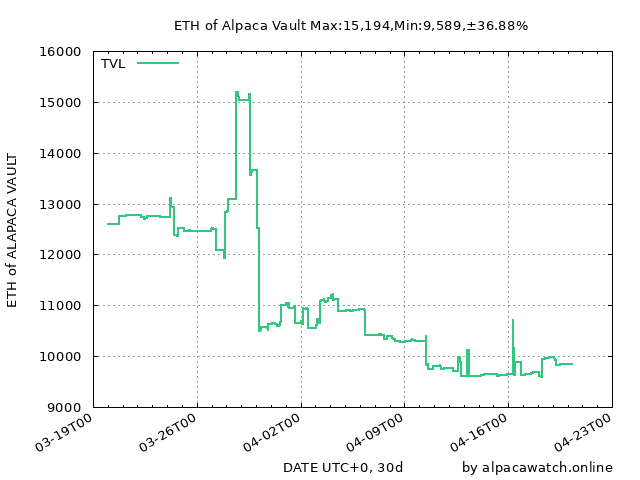 ETH of Alpaca Vault Max:15,194,Min:9,589,±36.88%
TVL
16000
15000
14000
13000
12000
11000
10000
9000
ETH of ALAPACA VAULT
03-19T00
03-26T00
04-02T00
04-09T00
04-16T00
04-23T00
DATE UTC+0, 30d
by alpacawatch.online